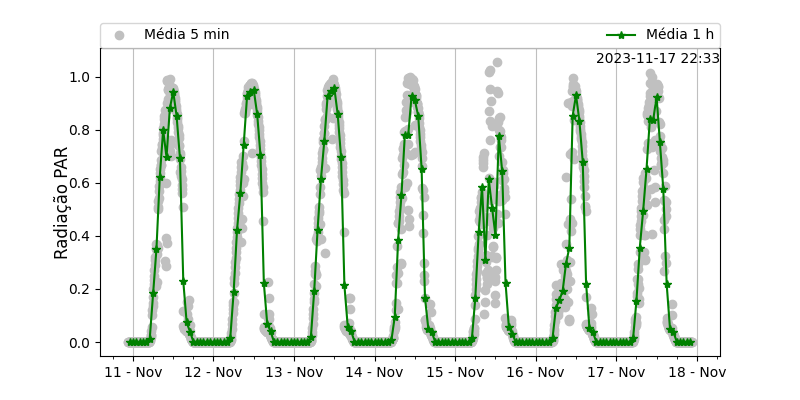 Média 5 min
Média 1 h
2023-11-17 22:33
Radiação PAR
1.0
0.8
0.6
0.4
0.2
0.0
11 - Nov
12 - Nov
13 - Nov
14 - Nov
15 - Nov
16 - Nov
17 - Nov
18 - Nov